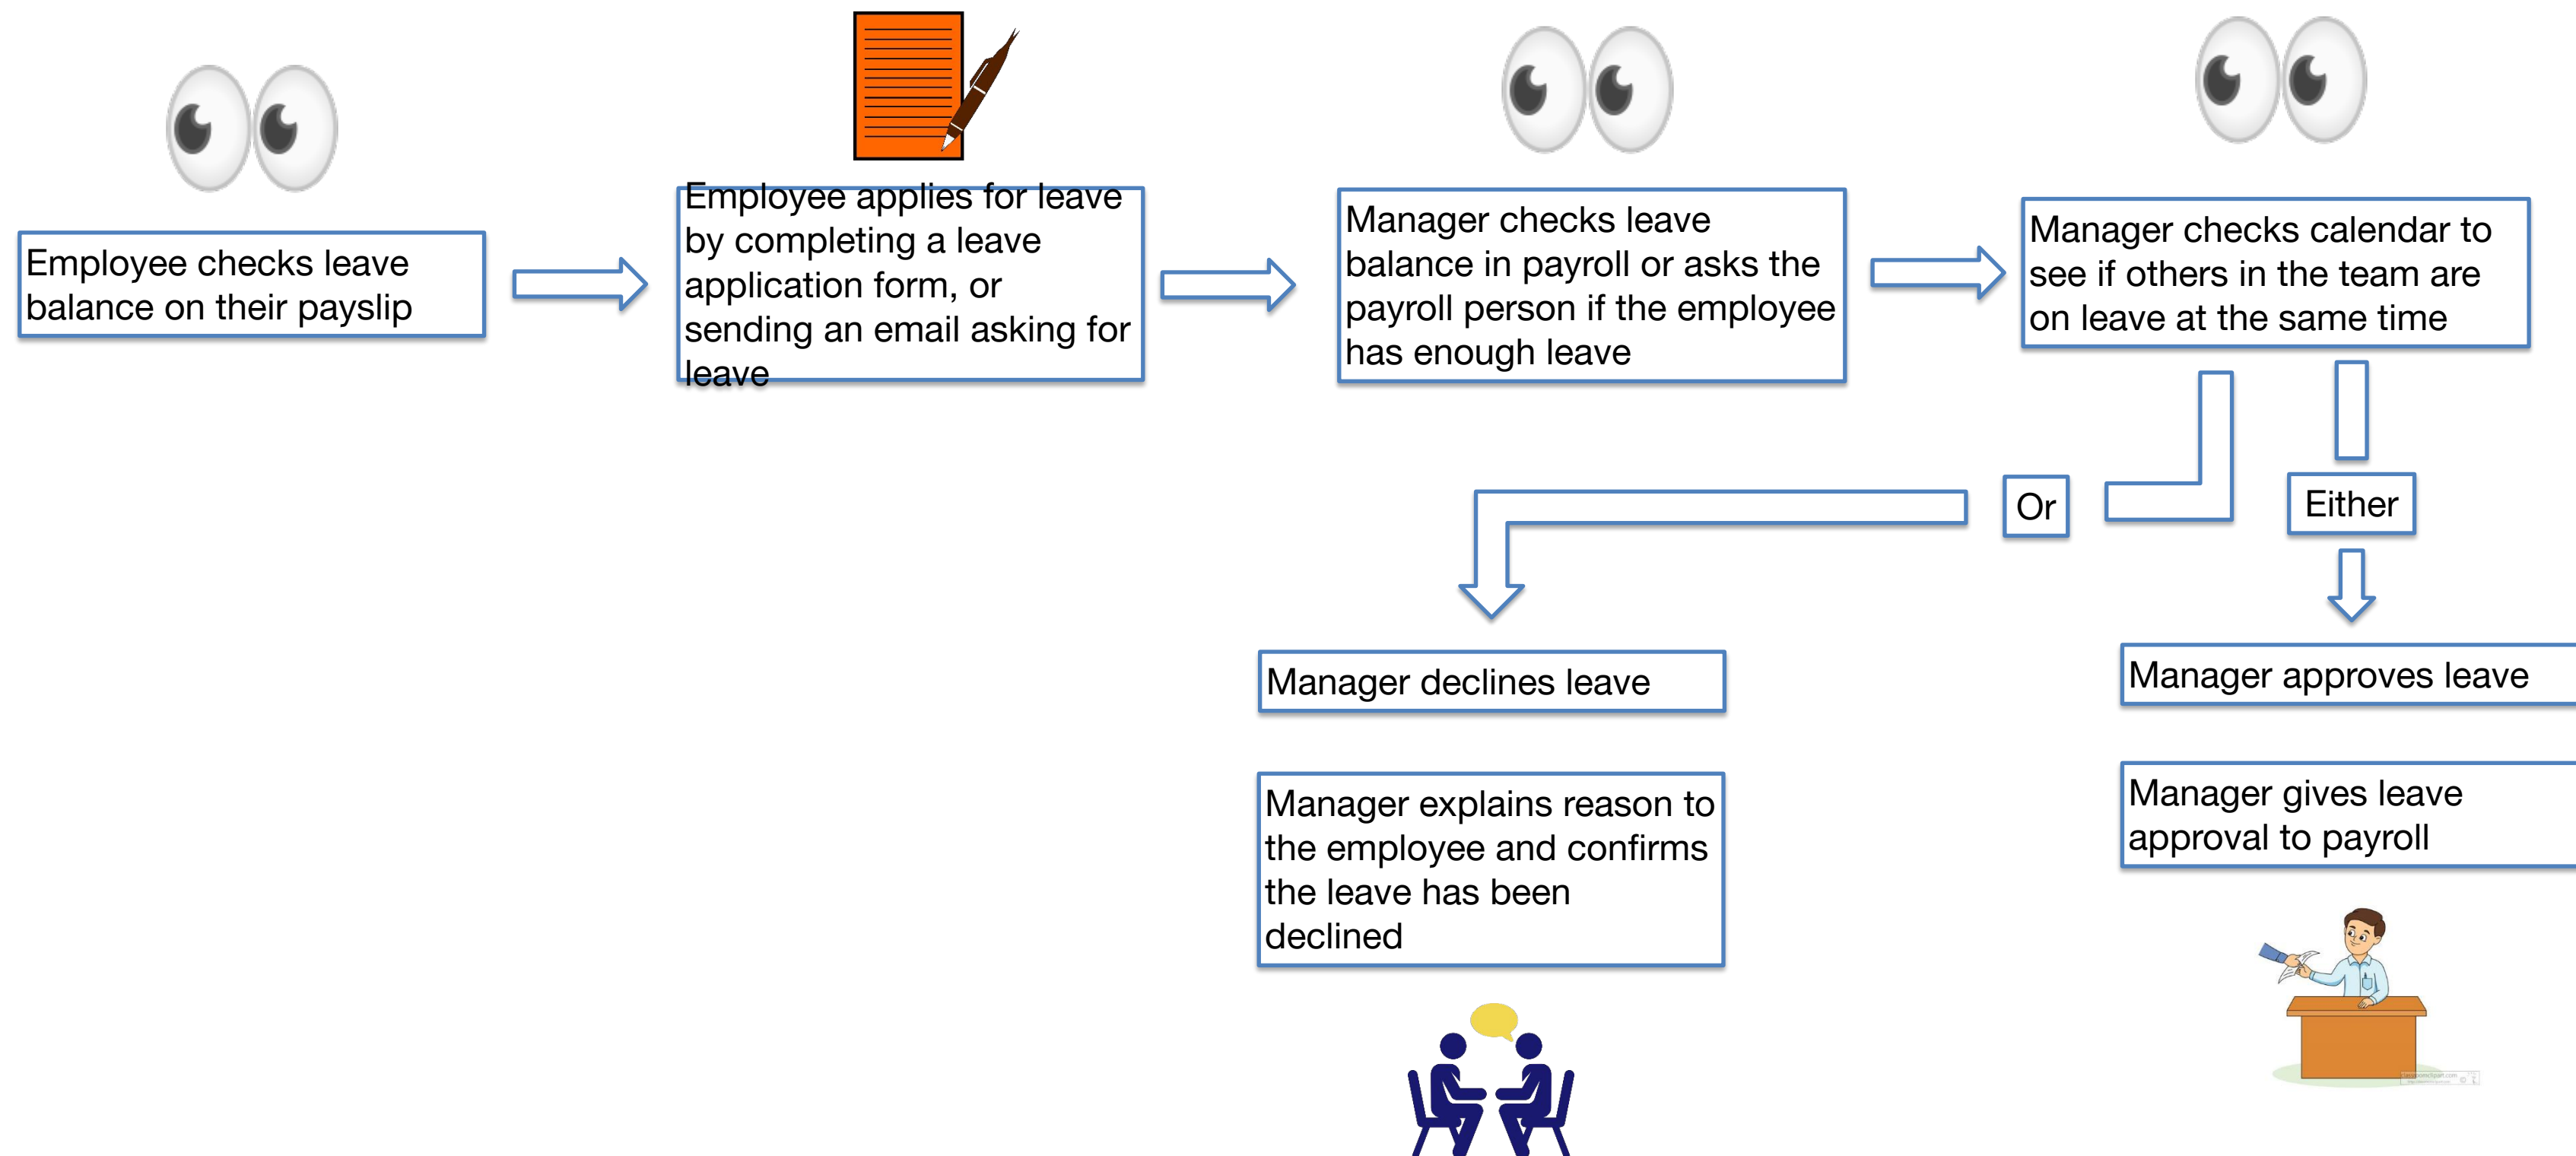 Employee checks leave
balance on their payslip
Employee applies for leave
by completing a leave
application form, or
sending an email asking for
leave
Manager checks leave
balance in payroll or asks the
payroll person if the employee
has enough leave
Manager checks calendar to
see if others in the team are
on leave at the same time
Or
Either
Manager declines leave
Manager approves leave
Manager explains reason to
the employee and confirms
the leave has been
declined
Manager gives leave
approval to payroll